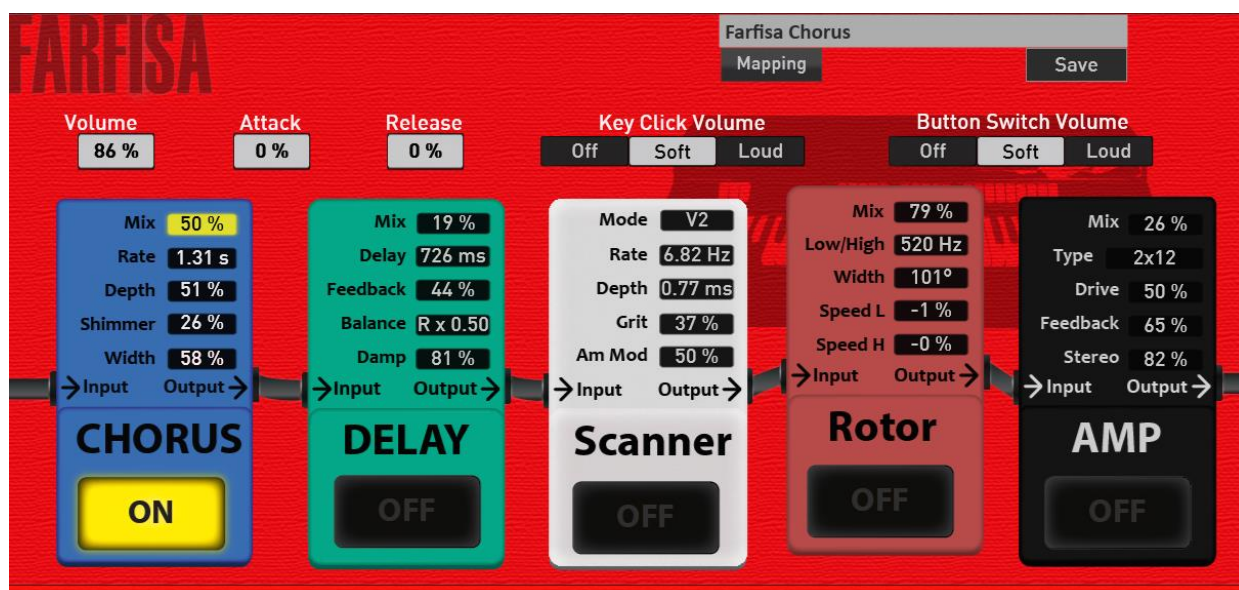 FARFISA
Farfisa Chorus
Mapping Save
Volume Attack Release Key Click Volume Button Switch Volume
86 % 0 % 0 % Off Soft Loud Off Soft Loud
Mix 50 %
Rate 1.31 s
Depth 51 %
Shimmer 26 %
Width 58 %
Input Output
CHORUS
ON
Mix 19 %
Delay 726 ms
Feedback 44 %
Balance R x 0.50
Damp 81 %
Input Output
DELAY
OFF
Mode V2
Rate 6.82 Hz
Depth 0.77 ms
Grit 37 %
Am Mod 50 %
Input Output
Scanner
OFF
Mix 79 %
Low/High 520 Hz
Width 101°
Speed L -1 %
Speed H -0 %
Input Output
Rotor
OFF
Mix 26 %
Type 2x12
Drive 50 %
Feedback 65 %
Stereo 82 %
Input Output
AMP
OFF